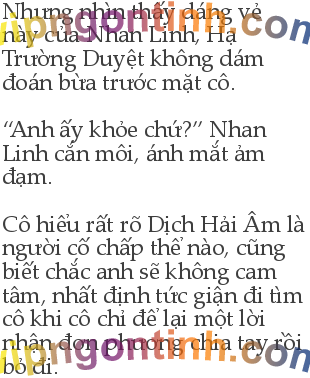 Nhưng nhìn thấy dáng vẻ
này của Nhan Linh, Hạ
Trường Duyệt không dám
đoán bừa trước mặt cô.
“Anh ấy khỏe chứ?” Nhan
Linh cắn môi, ánh mắt ảm
đạm.
Cô hiểu rất rõ Dịch Hải Âm là
người cố chấp thế nào, cũng
biết chắc anh sẽ không cam
tâm, nhất định tức giận đi tìm
cô khi cô chỉ để lại một lời
nhắn đơn phương chia tay rồi
bỏ đi.